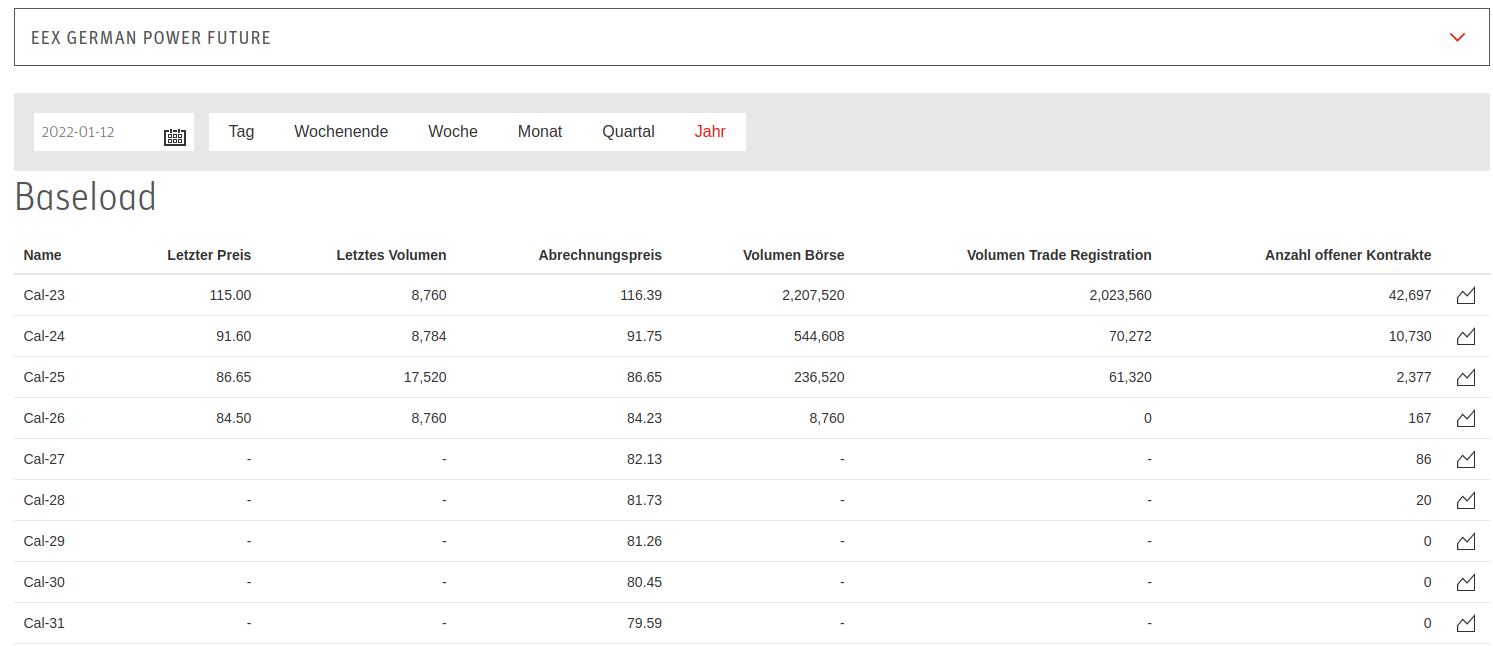 EEX GERMAN POWER FUTURE
2022-01-12 Tag Wochenende Woche Monat Quartal Jahr
Baseload
Name Letzter Preis Letztes Volumen Abrechnungspreis Volumen Börse Volumen Trade Registration Anzahl offener Kontrakte
Cal-23 115.00 8,760 116.39 2,207,520 2,023,560 42,697
Cal-24 91.60 8,784 91.75 544,608 70,272 10,730
Cal-25 86.65 17,520 86.65 236,520 61,320 2,377
Cal-26 84.50 8,760 84.23 8,760 0 167
Cal-27 - - 82.13 - - 86
Cal-28 - - 81.73 - - 20
Cal-29 - - 81.26 - - 0
Cal-30 - - 80.45 - - 0
Cal-31 - - 79.59 - - 0